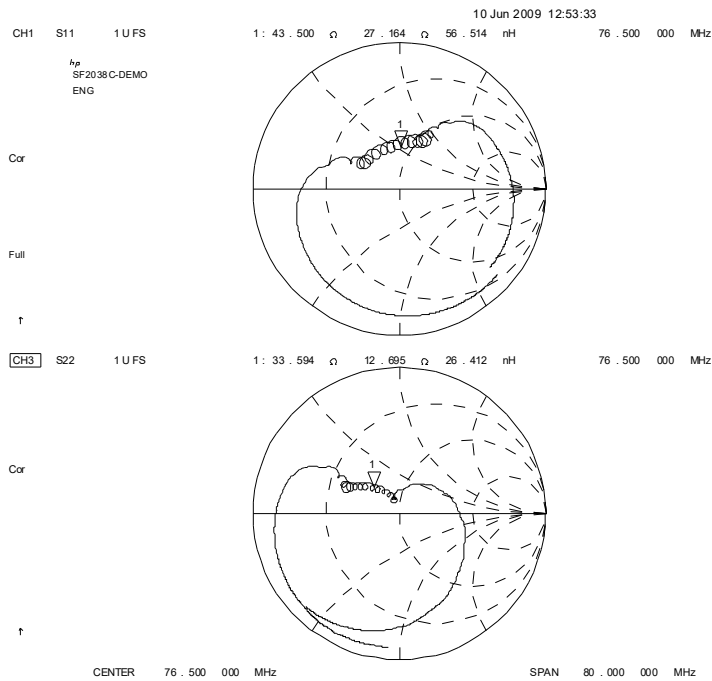 10 Jun 2009 12:53:33
CH1 S11 1 U FS 1 : 43 . 500 Ω 27 . 164 Ω 56 . 514 nH 76 . 500 000 MHz
hp
SF2038C-DEMO
ENG
1
Cor
Full
↑
CH3 S22 1 U FS 1 : 33 . 594 Ω 12 . 695 Ω 26 . 412 nH 76 . 500 000 MHz
1
Cor
↑
CENTER 76 . 500 000 MHz SPAN 80 . 000 000 MHz